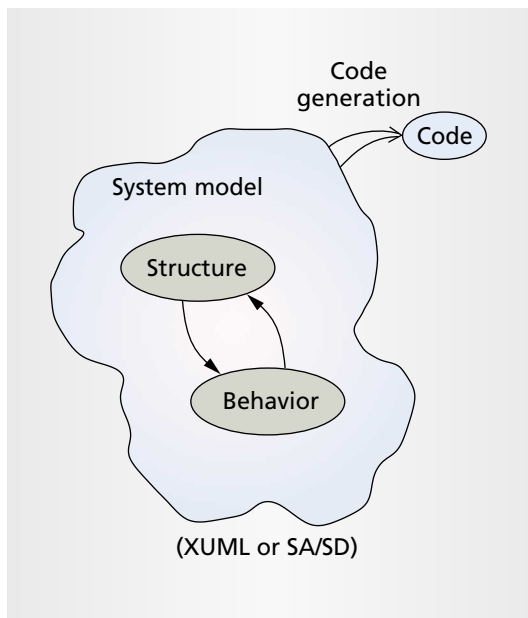 Code
generation
Code
System model
Structure
Behavior
(XUML or SA/SD)